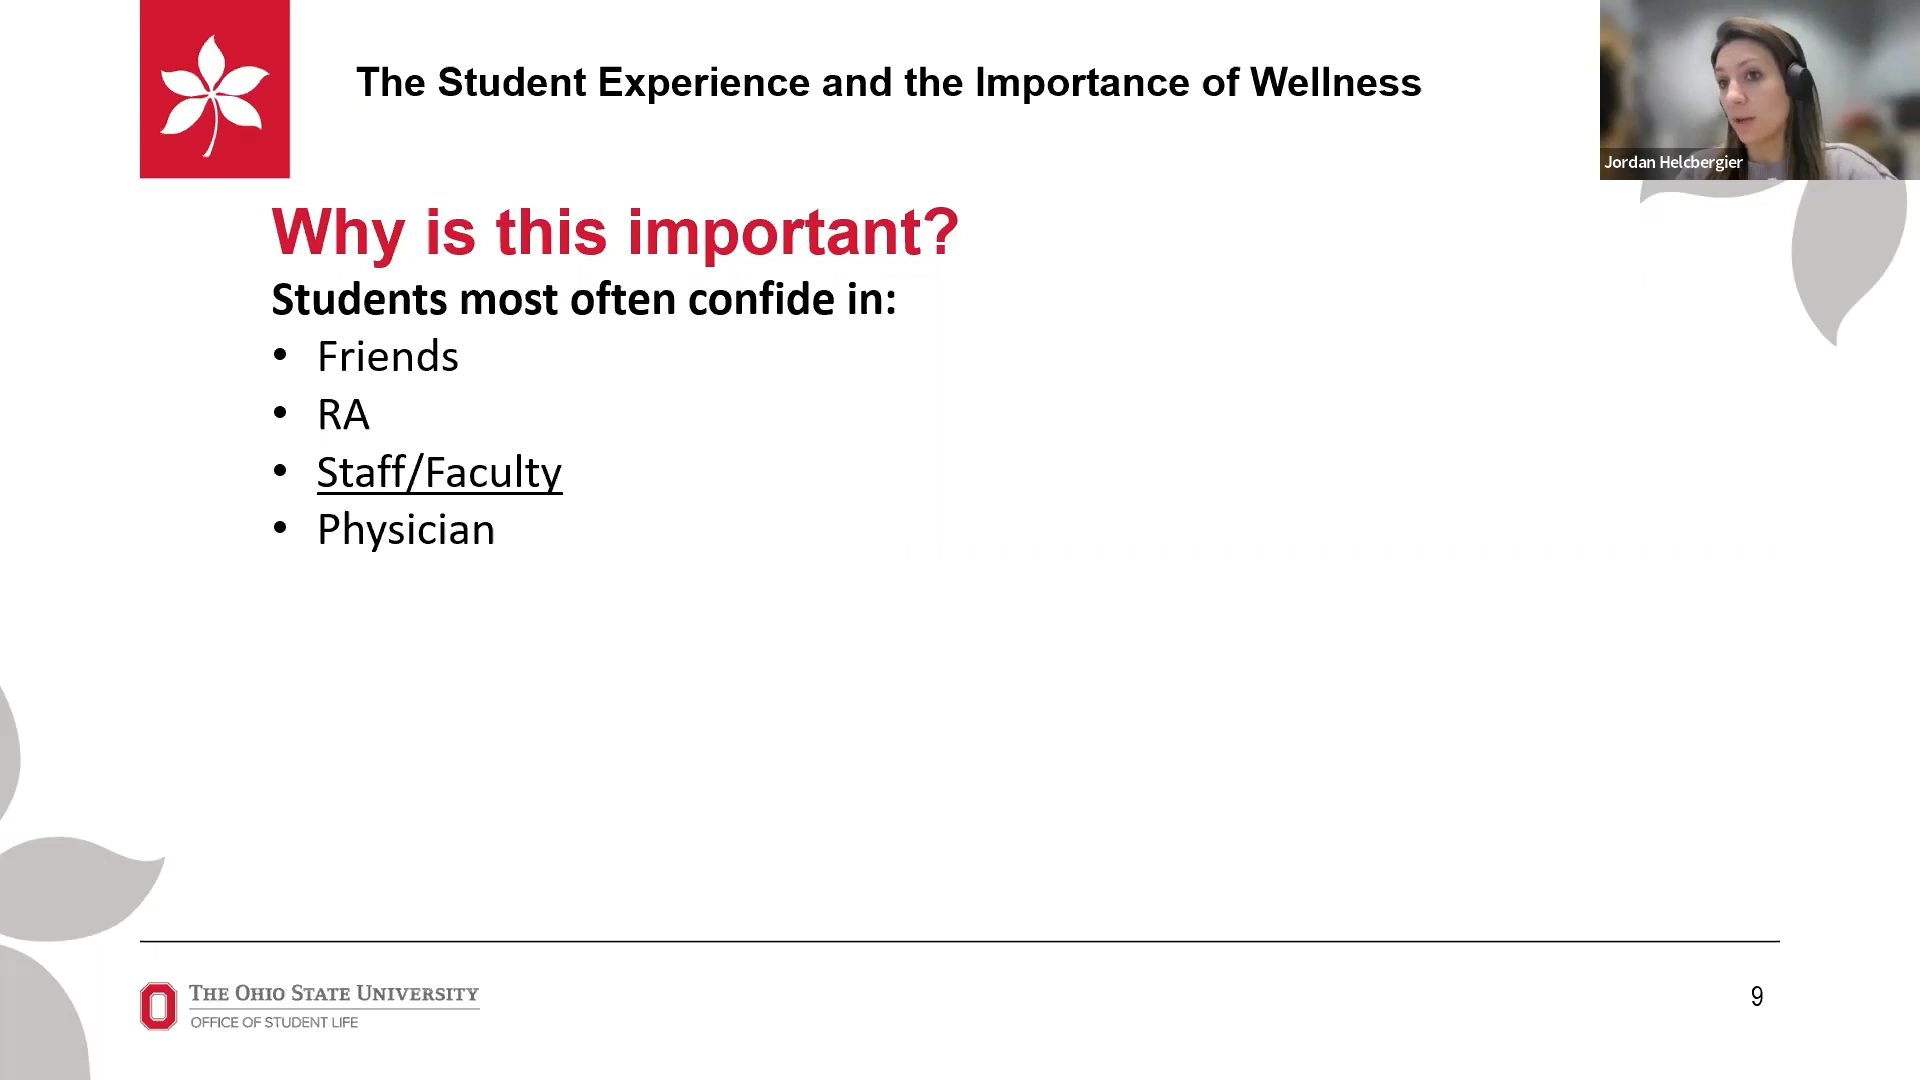 The Student Experience and the Importance of Wellness
Jordan Helcbergier
Why is this important?
Students most often confide in:
• Friends
• RA
• Staff/Faculty
• Physician
THE OHIO STATE UNIVERSITY
OFFICE OF STUDENT LIFE
9